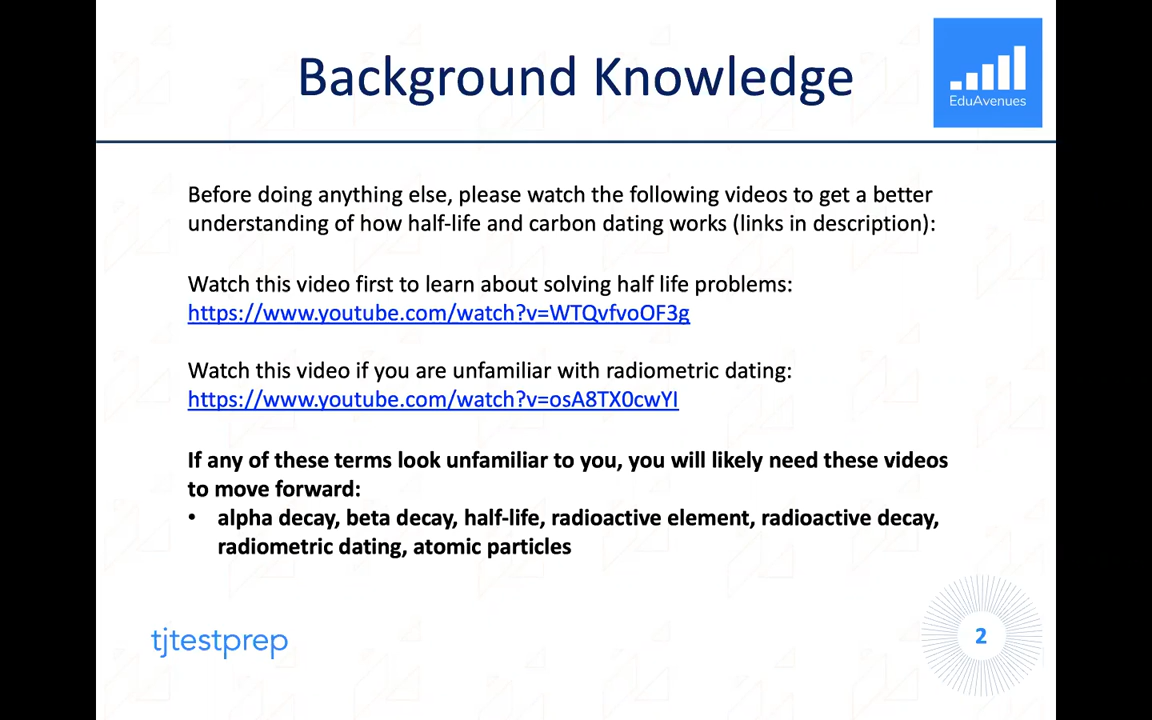 Background Knowledge
EduAvenues
Before doing anything else, please watch the following videos to get a better
understanding of how half-life and carbon dating works (links in description):
Watch this video first to learn about solving half life problems:
https://www.youtube.com/watch?v=WTQvfvoOF3g
Watch this video if you are unfamiliar with radiometric dating:
https://www.youtube.com/watch?v=osA8TX0cwYI
If any of these terms look unfamiliar to you, you will likely need these videos
to move forward:
• alpha decay, beta decay, half-life, radioactive element, radioactive decay,
radiometric dating, atomic particles
tjtestprep
2